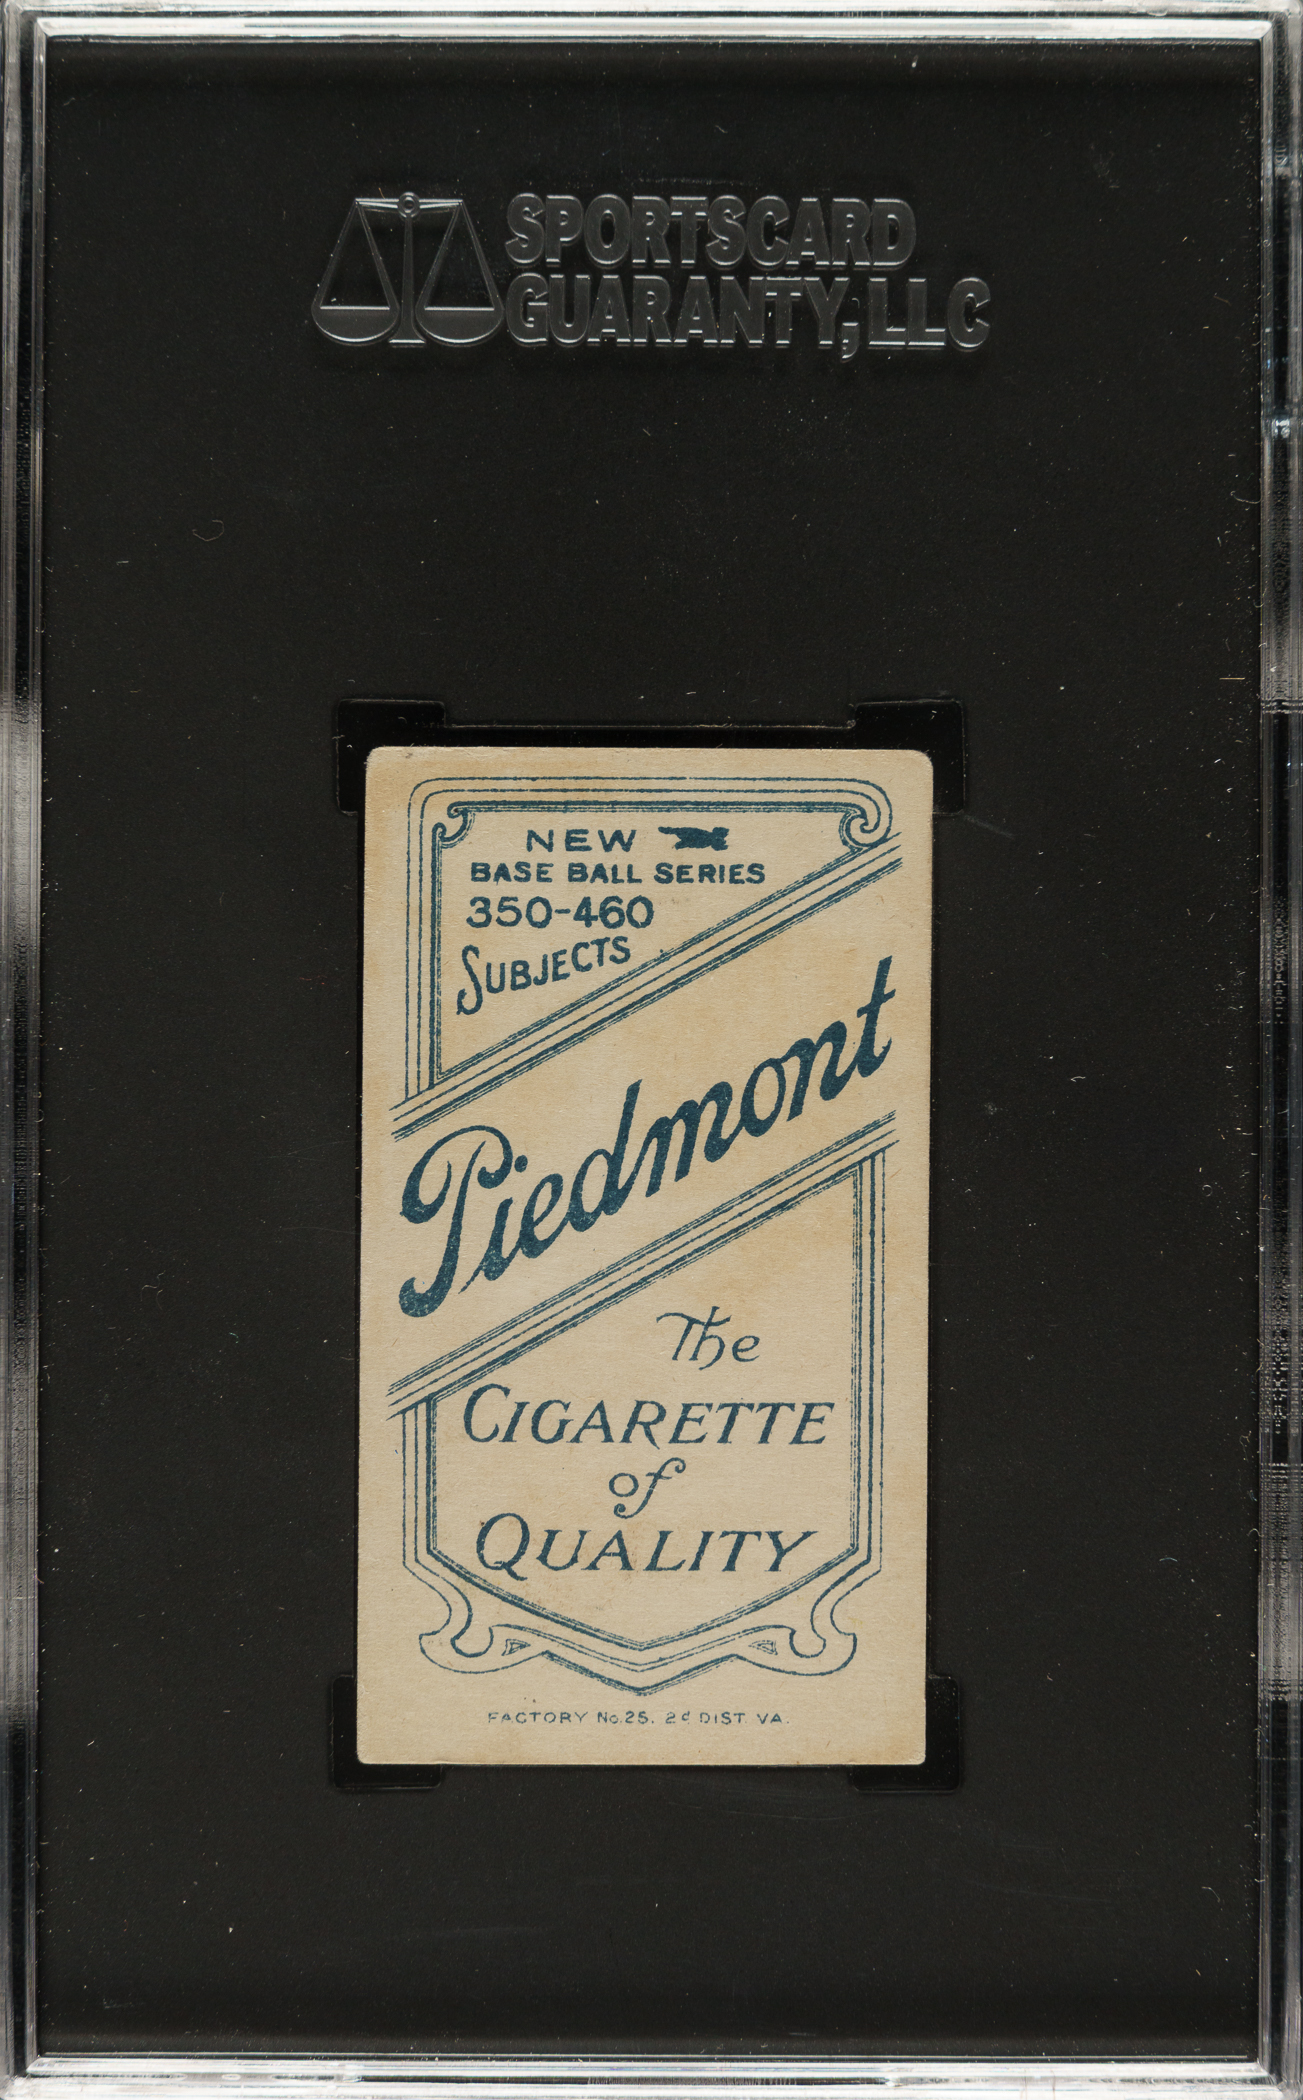 SPORTSCARD
GUARANTY, LLC
NEW
BASE BALL SERIES
350-460
SUBJECTS
Piedmont
The
CIGARETTE
of
QUALITY
FACTORY No. 25. 2d DIST. VA.